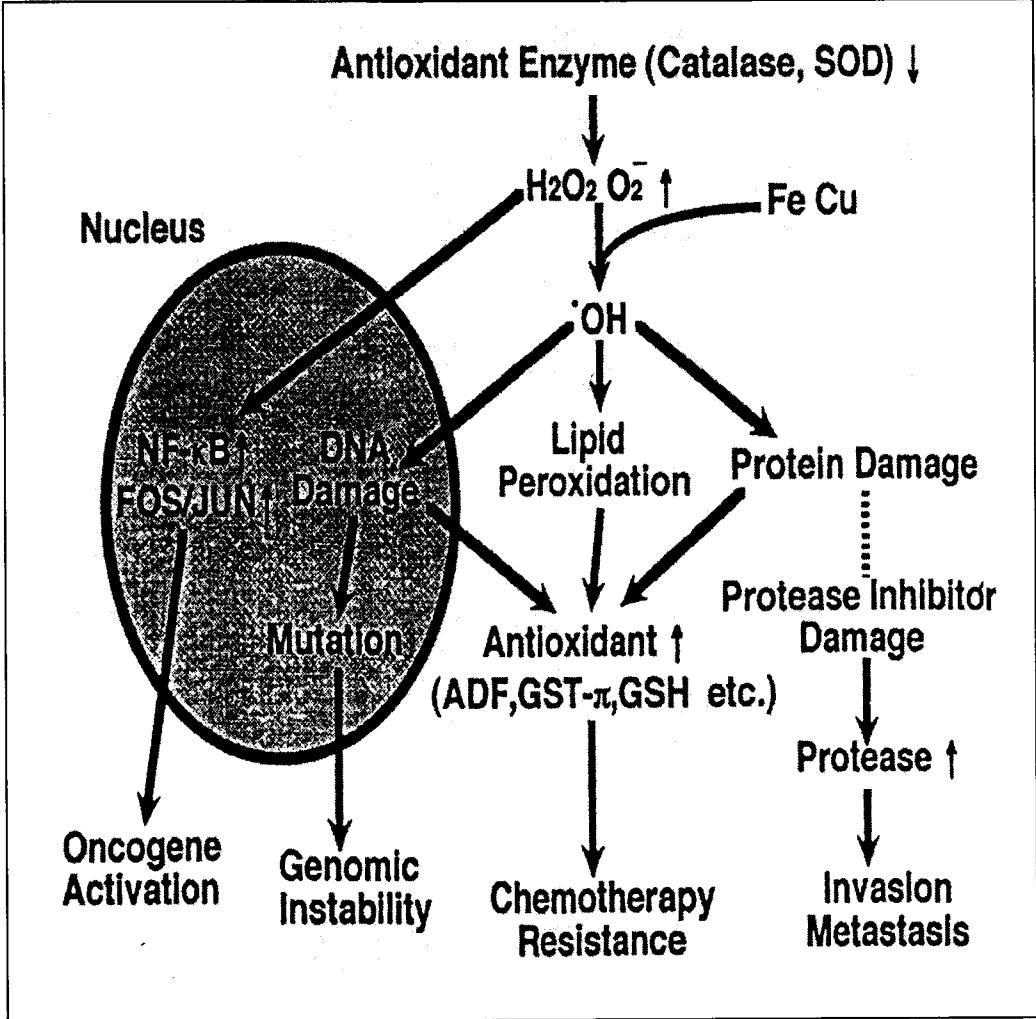 Antioxidant Enzyme (Catalase, SOD) ↓
H2O2 O2⁻ ↑
Fe Cu
Nucleus
·OH
NF-κB↑
FOS/JUN↑
DNA
Damage
Lipid
Peroxidation
Protein Damage
Mutation
Antioxidant ↑
(ADF,GST-π,GSH etc.)
Protease Inhibitor
Damage
Protease ↑
Oncogene
Activation
Genomic
Instability
Chemotherapy
Resistance
Invasion
Metastasis